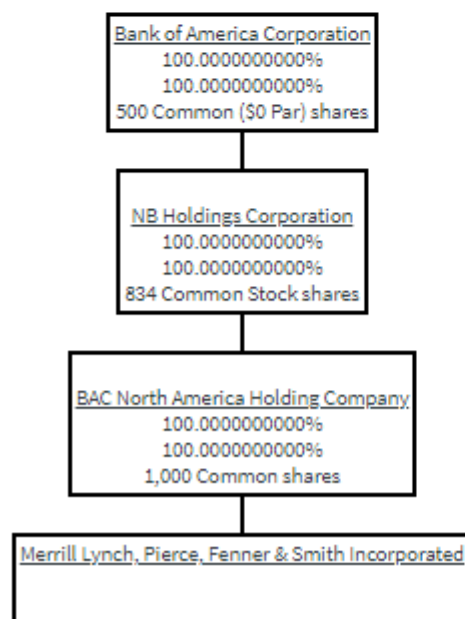 Bank of America Corporation
100.0000000000%
100.0000000000%
500 Common ($0 Par) shares
NB Holdings Corporation
100.0000000000%
100.0000000000%
834 Common Stock shares
BAC North America Holding Company
100.0000000000%
100.0000000000%
1,000 Common shares
Merrill Lynch, Pierce, Fenner & Smith Incorporated